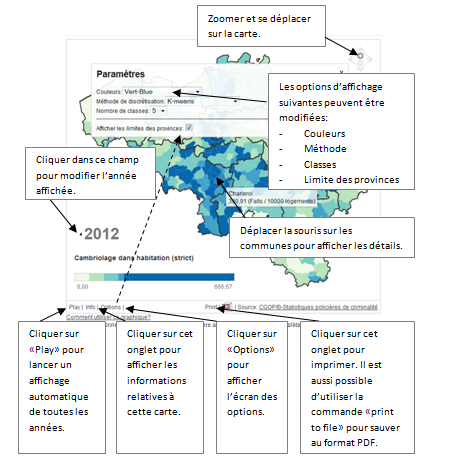 Zoomer et se déplacer
sur la carte.
Paramètres
Couleurs: Vert-Blue
Méthode de discrétisation: K-means
Nombre de classes: 5
Afficher les limites des provinces:
Les options d'affichage
suivantes peuvent être
modifiées:
- Couleurs
- Méthode
- Classes
- Limite des provinces
Cliquer dans ce champ
pour modifier l'année
affichée.
Charleroi
(Faits / 10000 logements)
Déplacer la souris sur les
communes pour afficher les détails.
2012
Cambriolage dans habitation (strict)
0,00 666,67
Play | Info | Options |
Print | Source: CGOP/B-Statistiques policières de criminalité
Comment utiliser ce graphique?
Cliquer sur
«Play» pour
lancer un
affichage
automatique
de toutes les
années.
Cliquer sur cet
onglet pour
afficher les
informations
relatives à
cette carte.
Cliquer sur
«Options»
pour
afficher
l'écran des
options.
Cliquer sur cet
onglet pour
imprimer. Il est
aussi possible
d'utiliser la
commande «print
to file» pour sauver
au format PDF.